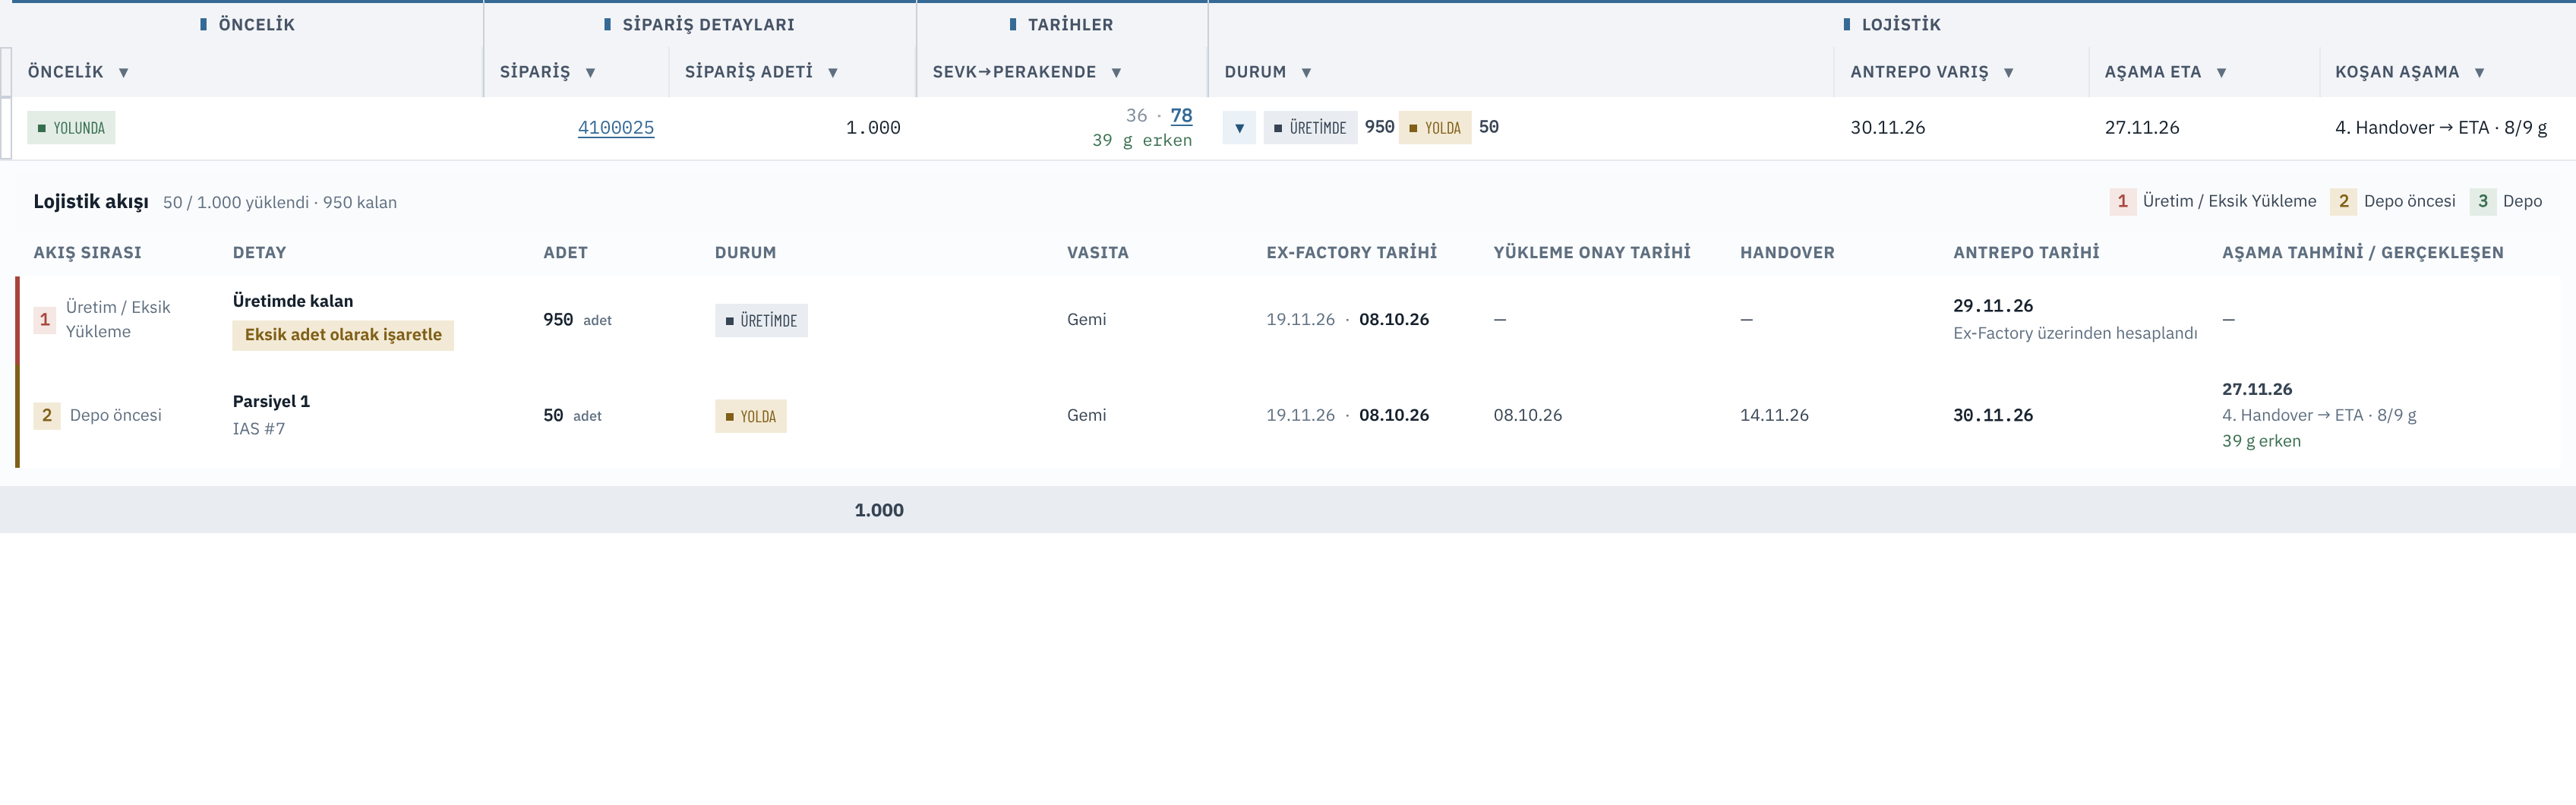 ÖNCELİK SİPARİŞ DETAYLARI TARİHLER LOJİSTİK
ÖNCELİK ▼ SİPARİŞ ▼ SİPARİŞ ADETİ ▼ SEVK→PERAKENDE ▼ DURUM ▼ ANTREPO VARIŞ ▼ AŞAMA ETA ▼ KOŞAN AŞAMA ▼
YOLUNDA 4100025 1.000 36 · 78 ▼ ÜRETİMDE 950 YOLDA 50 30.11.26 27.11.26 4. Handover → ETA · 8/9 g
39 g erken
Lojistik akışı 50 / 1.000 yüklendi · 950 kalan 1 Üretim / Eksik Yükleme 2 Depo öncesi 3 Depo
AKIŞ SIRASI DETAY ADET DURUM VASITA EX-FACTORY TARİHİ YÜKLEME ONAY TARİHİ HANDOVER ANTREPO TARİHİ AŞAMA TAHMİNİ / GERÇEKLEŞEN
1 Üretim / Eksik
Yükleme
Üretimde kalan
Eksik adet olarak işaretle
950 adet ÜRETİMDE Gemi 19.11.26 · 08.10.26 — —
29.11.26
Ex-Factory üzerinden hesaplandı
—
2 Depo öncesi
Parsiyel 1
IAS #7
50 adet YOLDA Gemi 19.11.26 · 08.10.26 08.10.26 14.11.26 30.11.26
27.11.26
4. Handover → ETA · 8/9 g
39 g erken
1.000